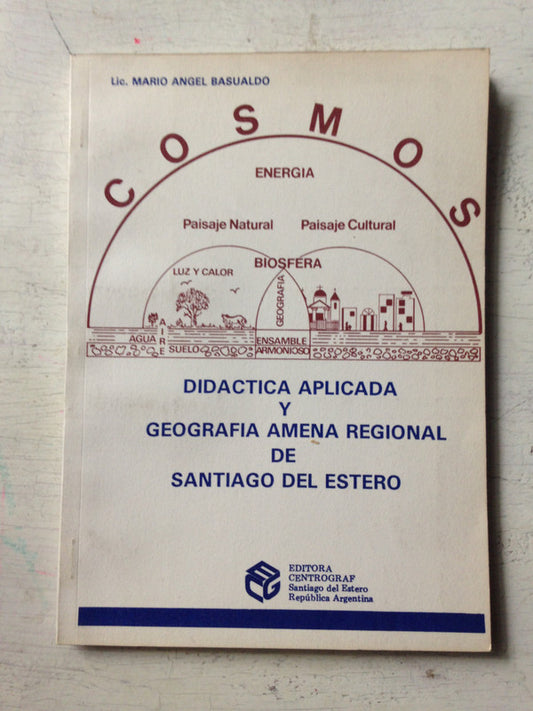 Lic. MARIO ANGEL BASUALDO
COSMOS
ENERGIA
Paisaje Natural Paisaje Cultural
BIOSFERA
LUZ Y CALOR
GEOGRAFIA
AIRE
AGUA SUELO ENSAMBLE
ARMONIOSO
DIDACTICA APLICADA
Y
GEOGRAFIA AMENA REGIONAL
DE
SANTIAGO DEL ESTERO
ECG
EDITORA
CENTROGRAF
Santiago del Estero
República Argentina